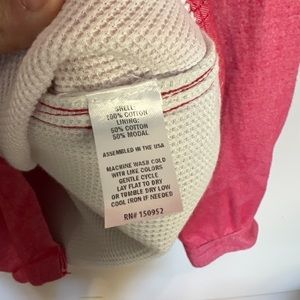 SHELL:
100% COTTON
LINING:
50% COTTON
50% MODAL
ASSEMBLED IN THE USA
MACHINE WASH COLD
WITH LIKE COLORS
GENTLE CYCLE
LAY FLAT TO DRY
OR TUMBLE DRY LOW
COOL IRON IF NEEDED
RN# 150952